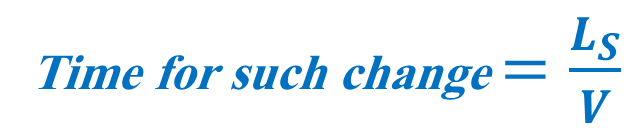 Time for such change = L_S / V